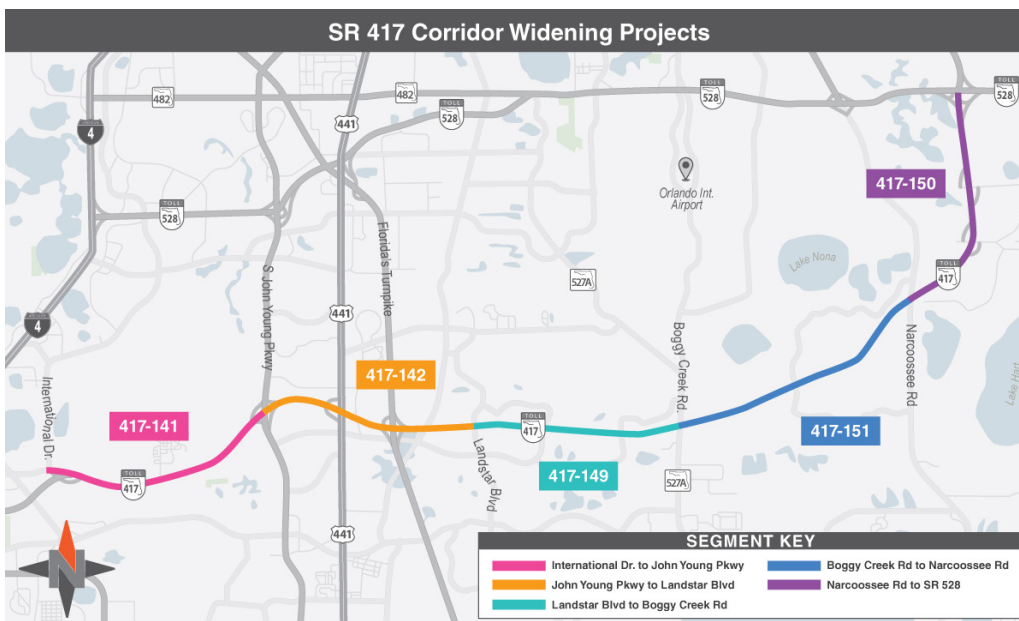 SR 417 Corridor Widening Projects
482
482
TOLL
528
TOLL
528
TOLL
528
TOLL
528
4
441
417-150
Orlando Int.
Airport
TOLL
528
Florida's Turnpike
S John Young Pkwy
Lake Nona
TOLL
417
527A
4
441
Boggy Creek Rd.
Narcoossee Rd
Lake Hart
International Dr.
417-142
417-141
TOLL
417
417-151
Landstar Blvd
417-149
TOLL
417
527A
441
N
SEGMENT KEY
International Dr. to John Young Pkwy
John Young Pkwy to Landstar Blvd
Landstar Blvd to Boggy Creek Rd
Boggy Creek Rd to Narcoossee Rd
Narcoossee Rd to SR 528